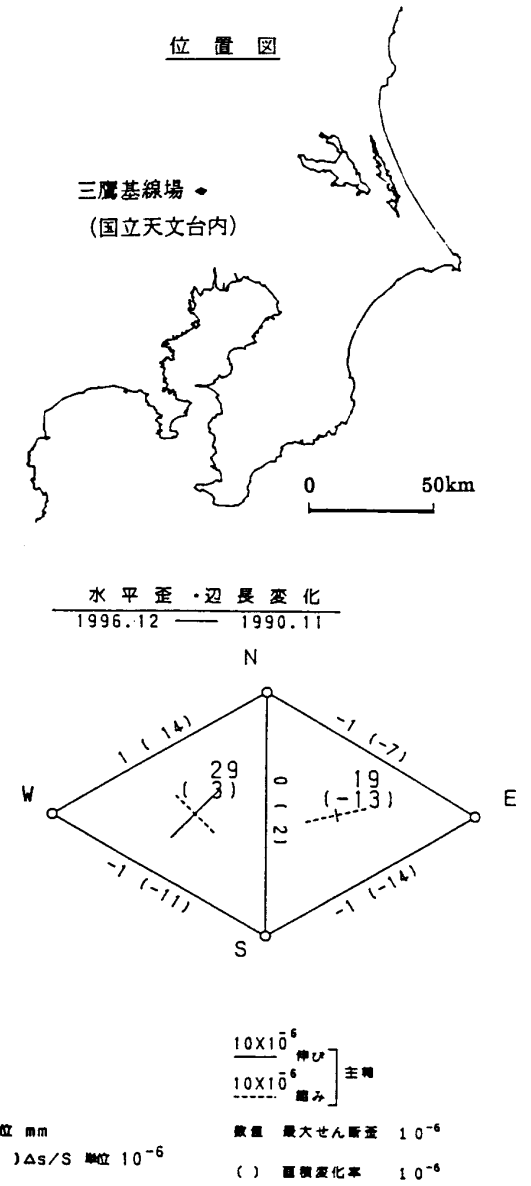 位 置 図
三鷹基線場
(国立天文台内)
0 50km
水 平 歪 ・ 辺 長 変 化
1996.12 —— 1990.11
N
1 ( 14)
-1 (-7)
29
( 3)
0 ( 2)
19
(-13)
W
E
-1 (-11)
-1 (-14)
S
10X10⁻⁶ 伸び
10X10⁻⁶ 縮み
主軸
位 mm
)Δs/S 単位 10⁻⁶
数値 最大せん断歪 10⁻⁶
( ) 面積変化率 10⁻⁶